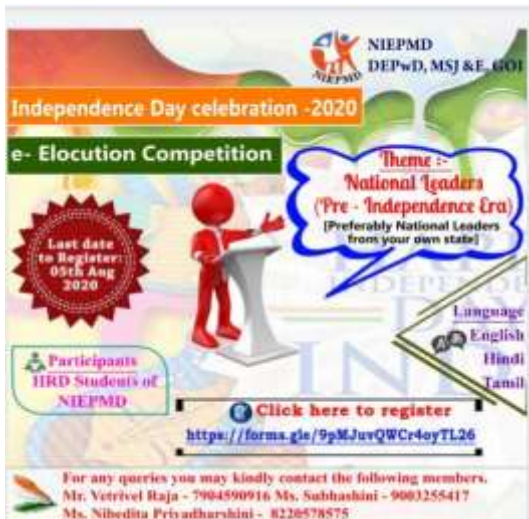 NIEPMD
DEPwD, MSJ &E, GOI
NIEPMD
Independence Day celebration -2020
e- Elocution Competition
Theme :-
National Leaders
(Pre - Independence Era)
[Preferably National Leaders
from your own state]
Last date
to Register:
05th Aug
2020
Language
English
Hindi
Tamil
Participants
HRD Students of
NIEPMD
Click here to register
https://forms.gle/9pMJuvQWCr4oyTL26
For any queries you may kindly contact the following members.
Mr. Vetrivel Raja - 7904590916 Ms. Subhashini - 9003255417
Ms. Nibedita Priyadharshini - 8220578575